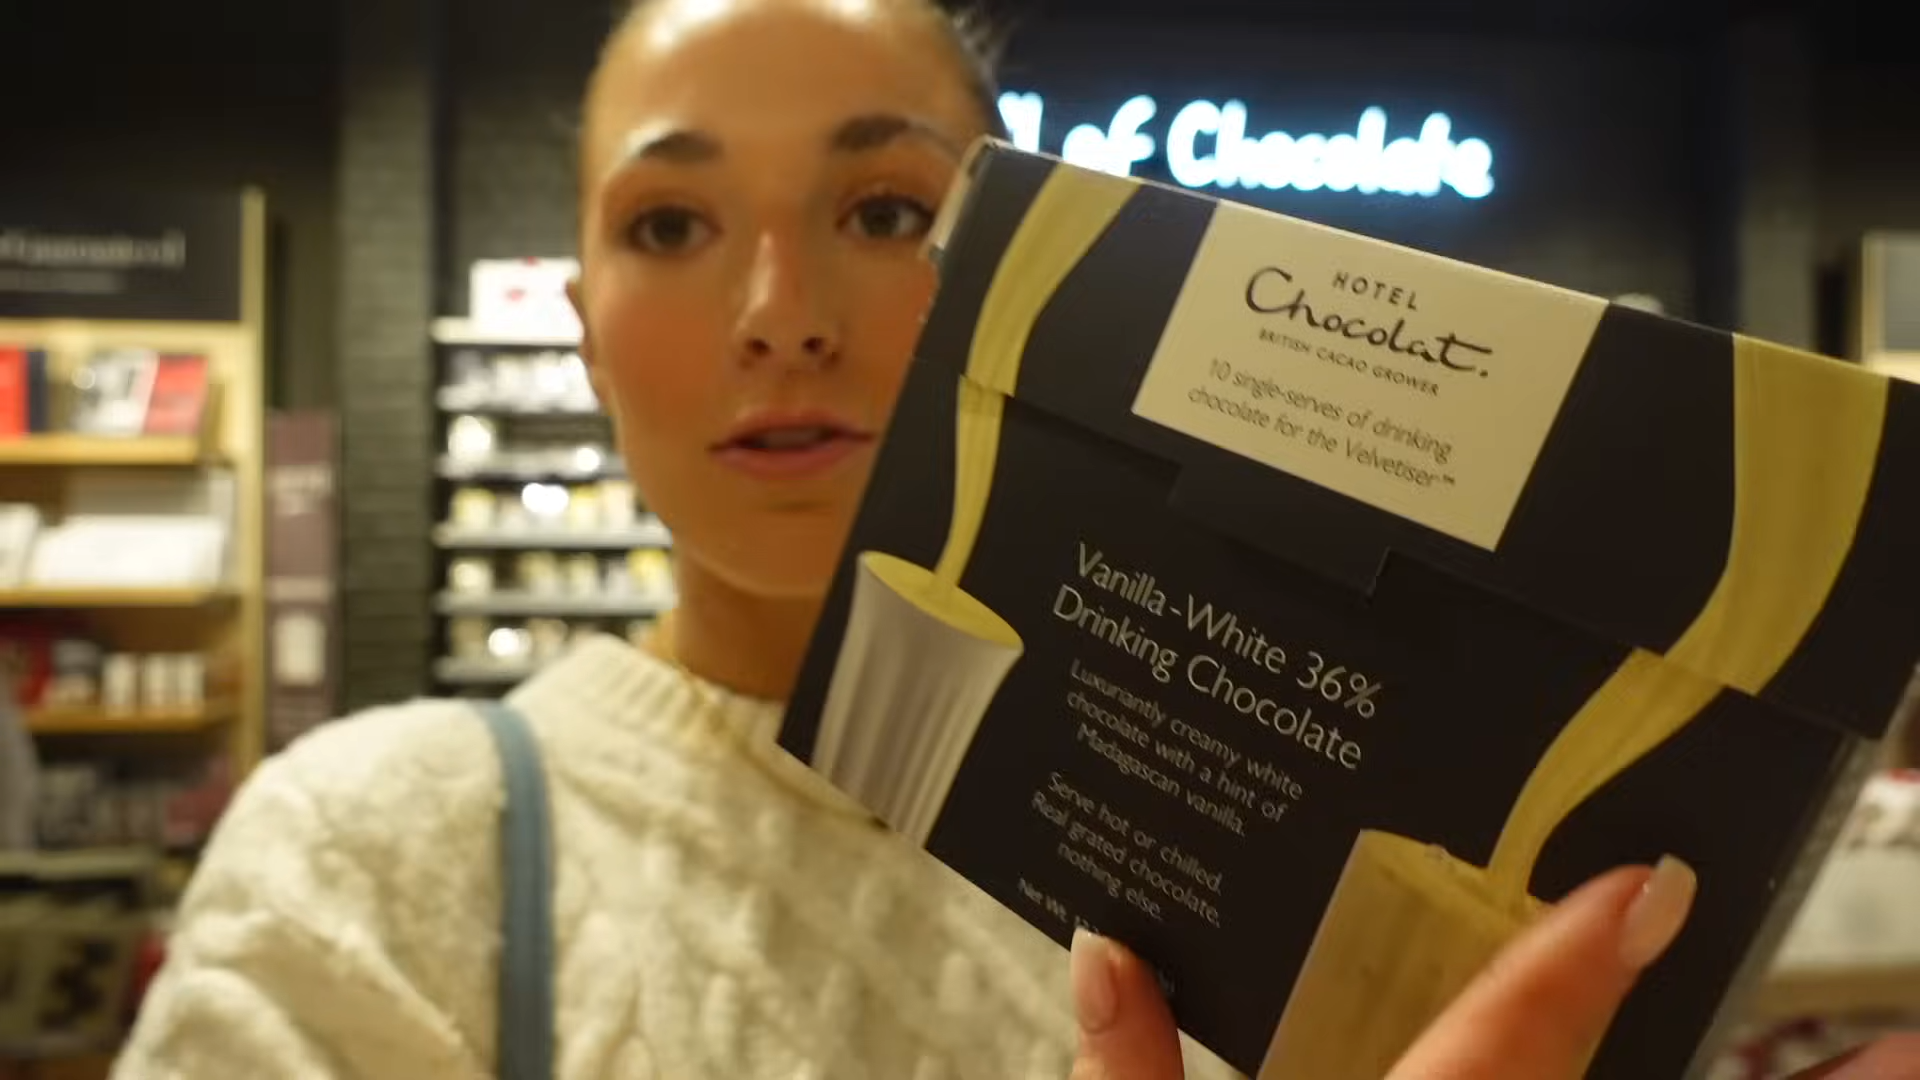 of Chocolate
HOTEL
Chocolat.
BRITISH CACAO GROWER
10 single-serves of drinking
chocolate for the Velvetiser™
Vanilla-White 36%
Drinking Chocolate
Luxuriantly creamy white
chocolate with a hint of
Madagascan vanilla.
Serve hot or chilled.
Real grated chocolate,
nothing else.
Net Wt.